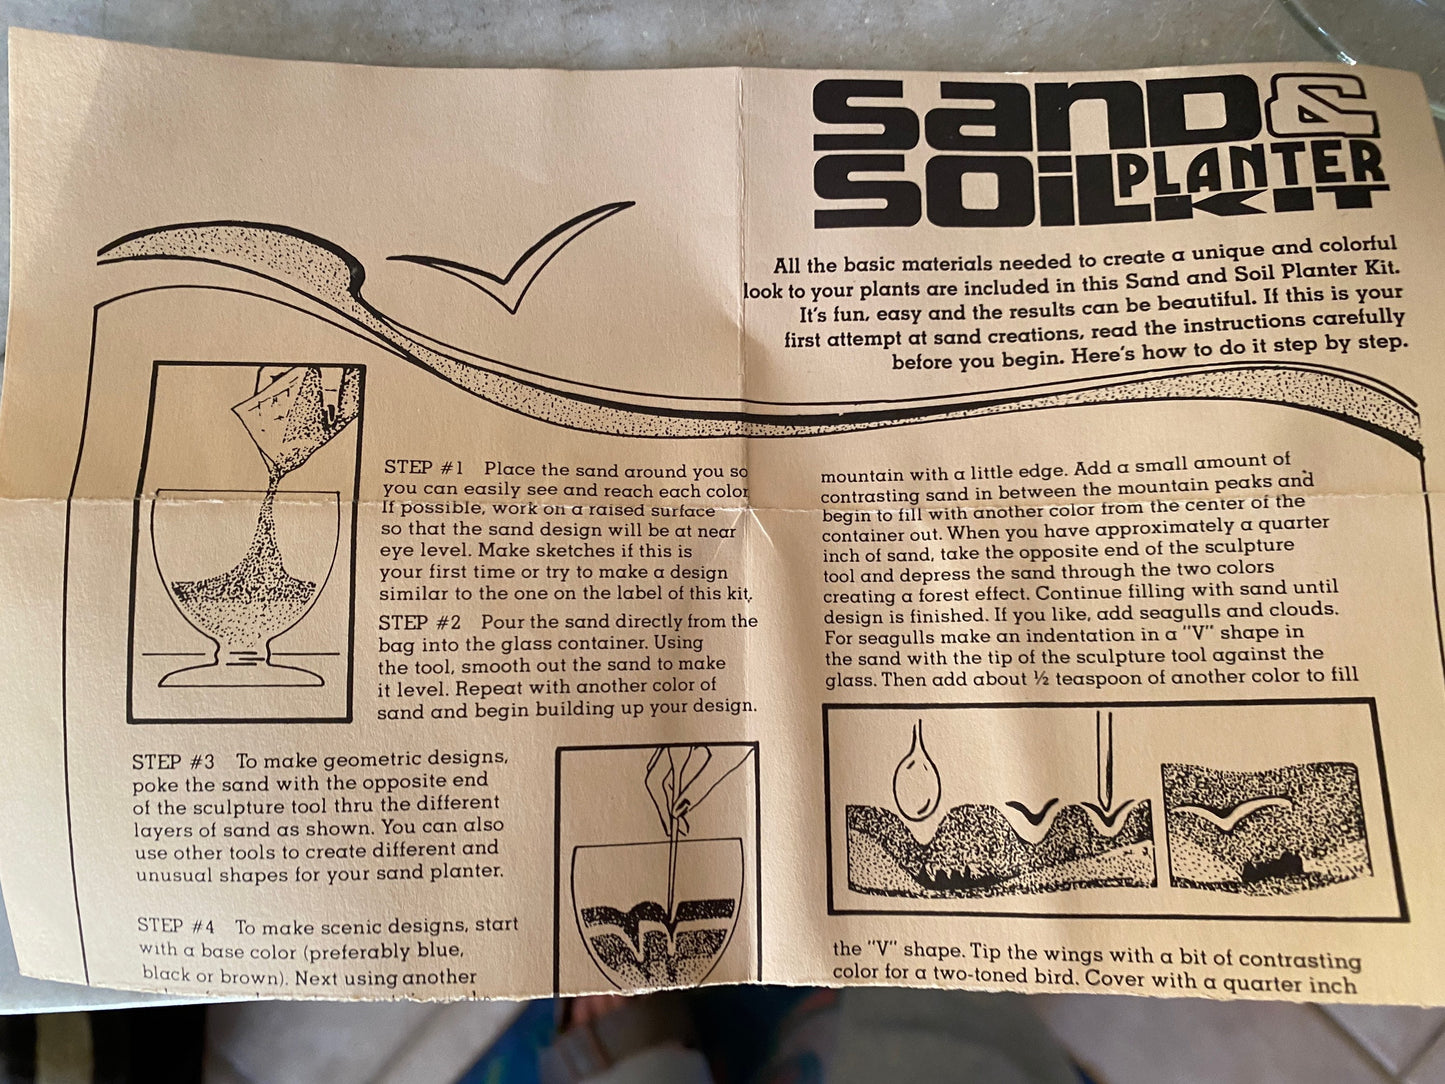 SAND &
SOIL PLANTER
KIT
All the basic materials needed to create a unique and colorful
look to your plants are included in this Sand and Soil Planter Kit.
It's fun, easy and the results can be beautiful. If this is your
first attempt at sand creations, read the instructions carefully
before you begin. Here's how to do it step by step.
STEP #1 Place the sand around you so
you can easily see and reach each color
If possible, work on a raised surface
so that the sand design will be at near
eye level. Make sketches if this is
your first time or try to make a design
similar to the one on the label of this kit.
STEP #2 Pour the sand directly from the
bag into the glass container. Using
the tool, smooth out the sand to make
it level. Repeat with another color of
sand and begin building up your design.
STEP #3 To make geometric designs,
poke the sand with the opposite end
of the sculpture tool thru the different
layers of sand as shown. You can also
use other tools to create different and
unusual shapes for your sand planter.
STEP #4 To make scenic designs, start
with a base color (preferably blue,
black or brown). Next using another
mountain with a little edge. Add a small amount of
contrasting sand in between the mountain peaks and
begin to fill with another color from the center of the
container out. When you have approximately a quarter
inch of sand, take the opposite end of the sculpture
tool and depress the sand through the two colors
creating a forest effect. Continue filling with sand until
design is finished. If you like, add seagulls and clouds.
For seagulls make an indentation in a "V" shape in
the sand with the tip of the sculpture tool against the
glass. Then add about ½ teaspoon of another color to fill
the "V" shape. Tip the wings with a bit of contrasting
color for a two-toned bird. Cover with a quarter inch